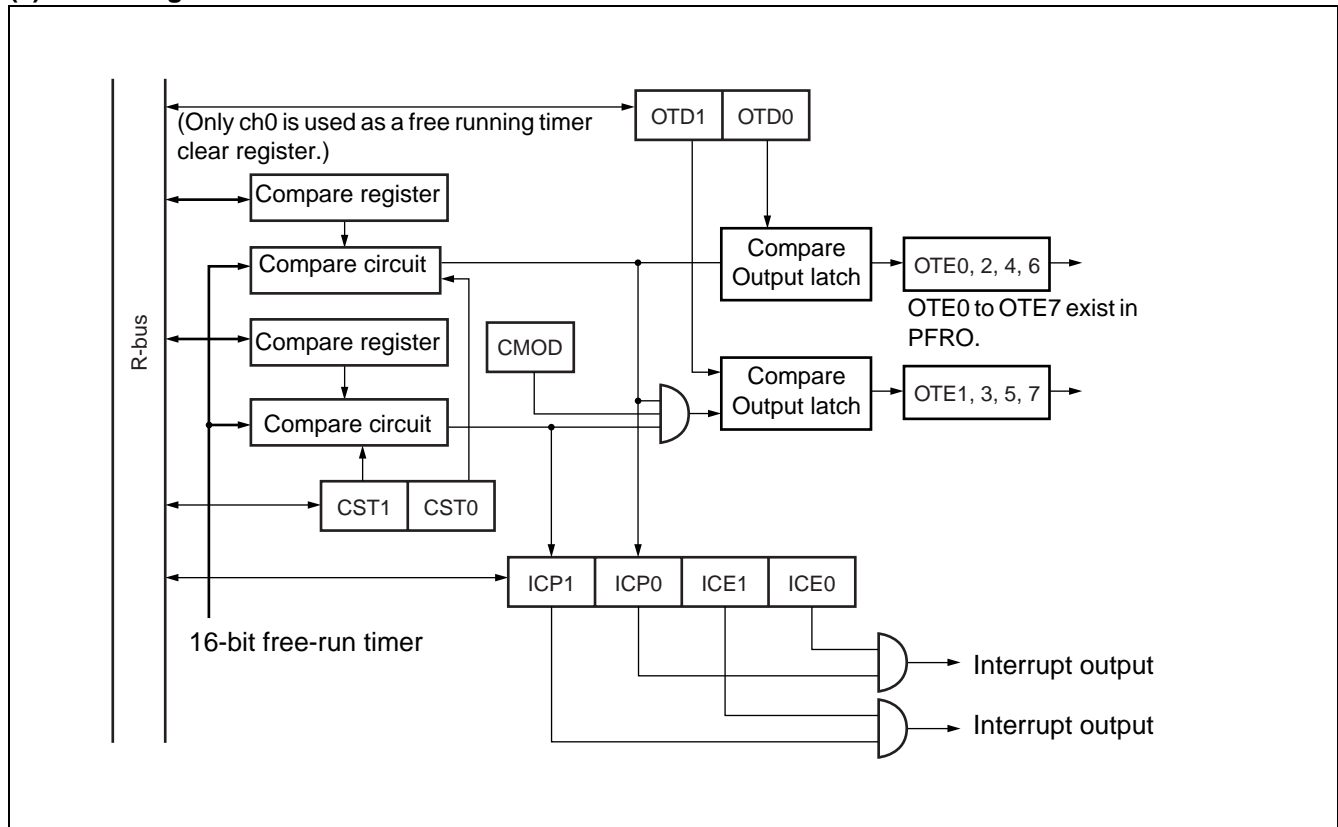 OTD1 OTD0
(Only ch0 is used as a free running timer
clear register.)
Compare register
Compare circuit
Compare
Output latch
OTE0, 2, 4, 6
OTE0 to OTE7 exist in
PFRO.
R-bus
Compare register
CMOD
Compare
Output latch
OTE1, 3, 5, 7
Compare circuit
CST1 CST0
ICP1 ICP0 ICE1 ICE0
16-bit free-run timer
Interrupt output
Interrupt output